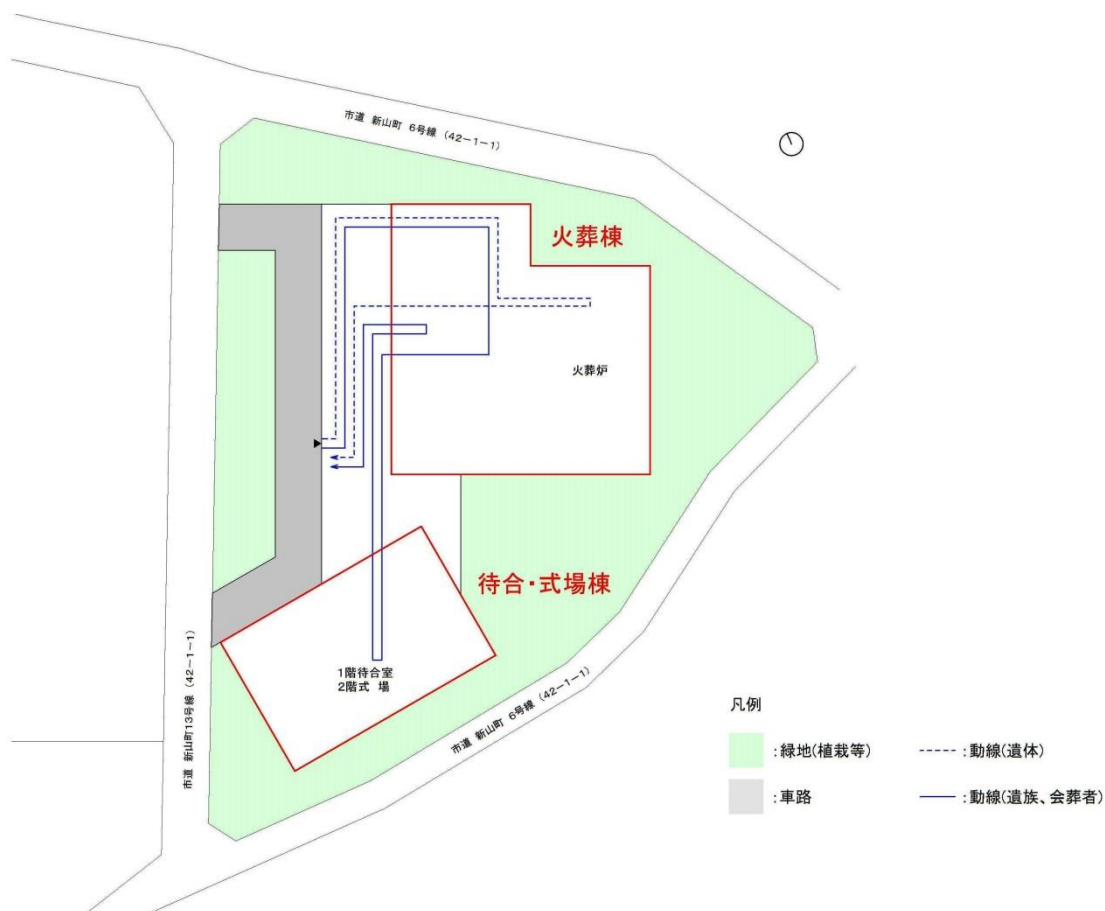 市道 新山町 6号線 (42-1-1)
火葬棟
火葬炉
待合・式場棟
1階待合室
2階式 場
市道 新山町13号線 (42-1-1)
市道 新山町 6号線 (42-1-1)
凡例
:緑地(植栽等)
:動線(遺体)
:車路
:動線(遺族、会葬者)